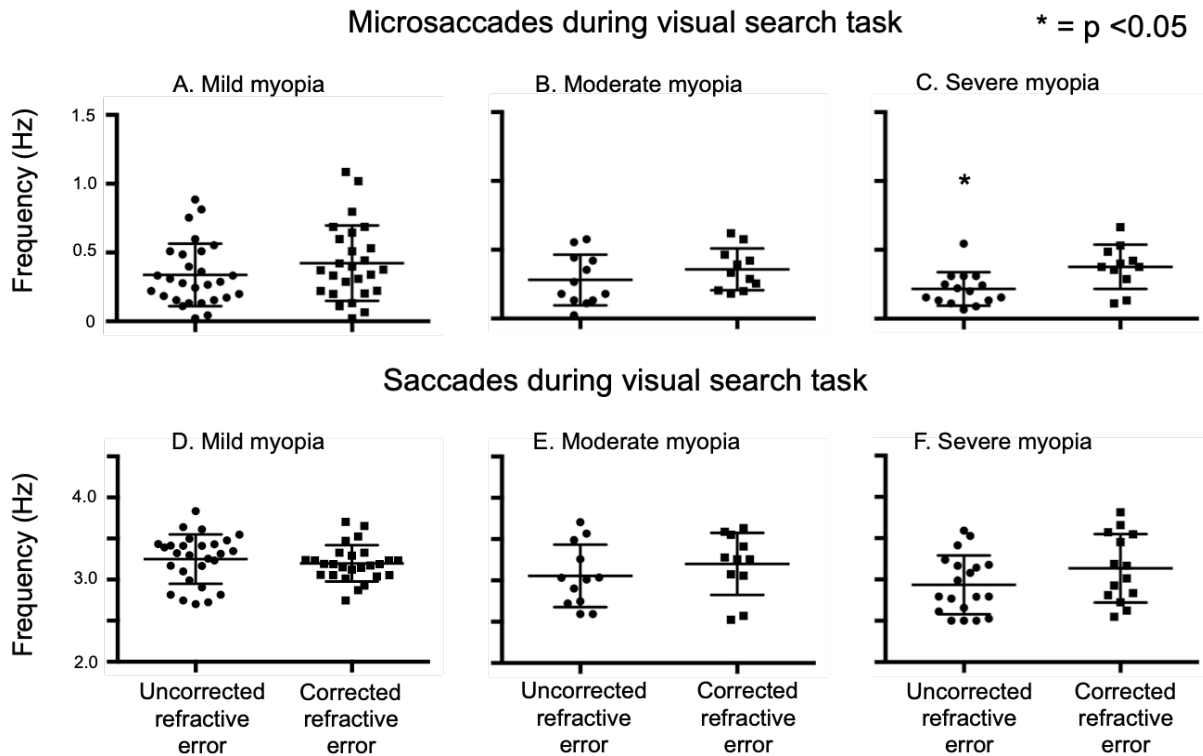 Microsaccades during visual search task
* = p <0.05
A. Mild myopia
B. Moderate myopia
C. Severe myopia
Frequency (Hz)
1.5
1.0
0.5
0
*
Saccades during visual search task
D. Mild myopia
E. Moderate myopia
F. Severe myopia
Frequency (Hz)
4.0
3.0
2.0
Uncorrected
refractive
error
Corrected
refractive
error
Uncorrected
refractive
error
Corrected
refractive
error
Uncorrected
refractive
error
Corrected
refractive
error